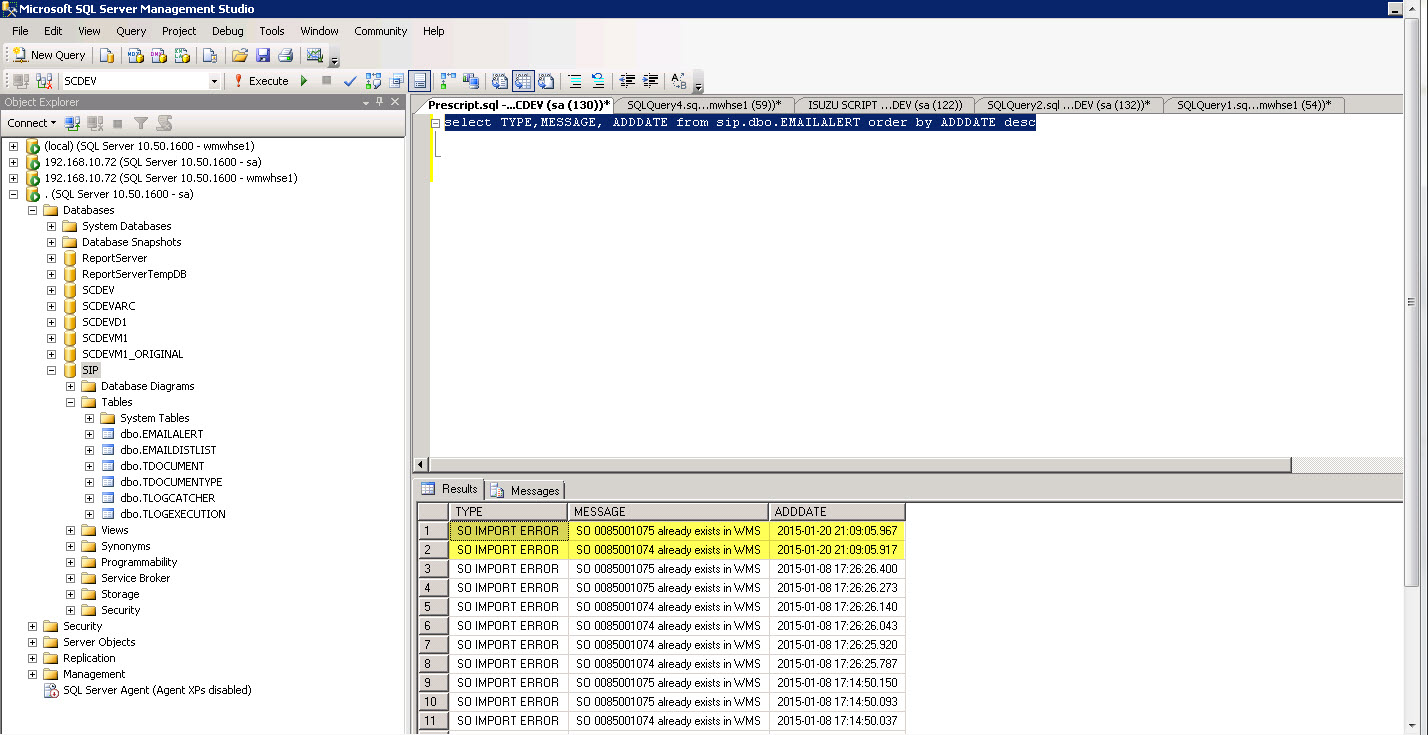 Microsoft SQL Server Management Studio
File Edit View Query Project Debug Tools Window Community Help
New Query
SCDEV Execute
Object Explorer
Connect
(local) (SQL Server 10.50.1600 - wmwhse1)
192.168.10.72 (SQL Server 10.50.1600 - sa)
192.168.10.72 (SQL Server 10.50.1600 - wmwhse1)
. (SQL Server 10.50.1600 - sa)
Databases
System Databases
Database Snapshots
ReportServer
ReportServerTempDB
SCDEV
SCDEVARC
SCDEVD1
SCDEVM1
SCDEVM1_ORIGINAL
SIP
Database Diagrams
Tables
System Tables
dbo.EMAILALERT
dbo.EMAILDISTLIST
dbo.TDOCUMENT
dbo.TDOCUMENTYPE
dbo.TLOGCATCHER
dbo.TLOGEXECUTION
Views
Synonyms
Programmability
Service Broker
Storage
Security
Security
Server Objects
Replication
Management
SQL Server Agent (Agent XPs disabled)
Prescript.sql -...CDEV (sa (130))* SQLQuery4.sq...mwhse1 (59))* ISUZU SCRIPT ...DEV (sa (122)) SQLQuery2.sql ...DEV (sa (132))* SQLQuery1.sq...mwhse1 (54))*
select TYPE,MESSAGE, ADDDATE from sip.dbo.EMAILALERT order by ADDDATE desc
Results Messages
TYPE MESSAGE ADDDATE
1 SO IMPORT ERROR SO 0085001075 already exists in WMS 2015-01-20 21:09:05.967
2 SO IMPORT ERROR SO 0085001074 already exists in WMS 2015-01-20 21:09:05.917
3 SO IMPORT ERROR SO 0085001075 already exists in WMS 2015-01-08 17:26:26.400
4 SO IMPORT ERROR SO 0085001075 already exists in WMS 2015-01-08 17:26:26.273
5 SO IMPORT ERROR SO 0085001074 already exists in WMS 2015-01-08 17:26:26.140
6 SO IMPORT ERROR SO 0085001074 already exists in WMS 2015-01-08 17:26:26.043
7 SO IMPORT ERROR SO 0085001074 already exists in WMS 2015-01-08 17:26:25.920
8 SO IMPORT ERROR SO 0085001074 already exists in WMS 2015-01-08 17:26:25.787
9 SO IMPORT ERROR SO 0085001075 already exists in WMS 2015-01-08 17:14:50.150
10 SO IMPORT ERROR SO 0085001075 already exists in WMS 2015-01-08 17:14:50.093
11 SO IMPORT ERROR SO 0085001074 already exists in WMS 2015-01-08 17:14:50.037